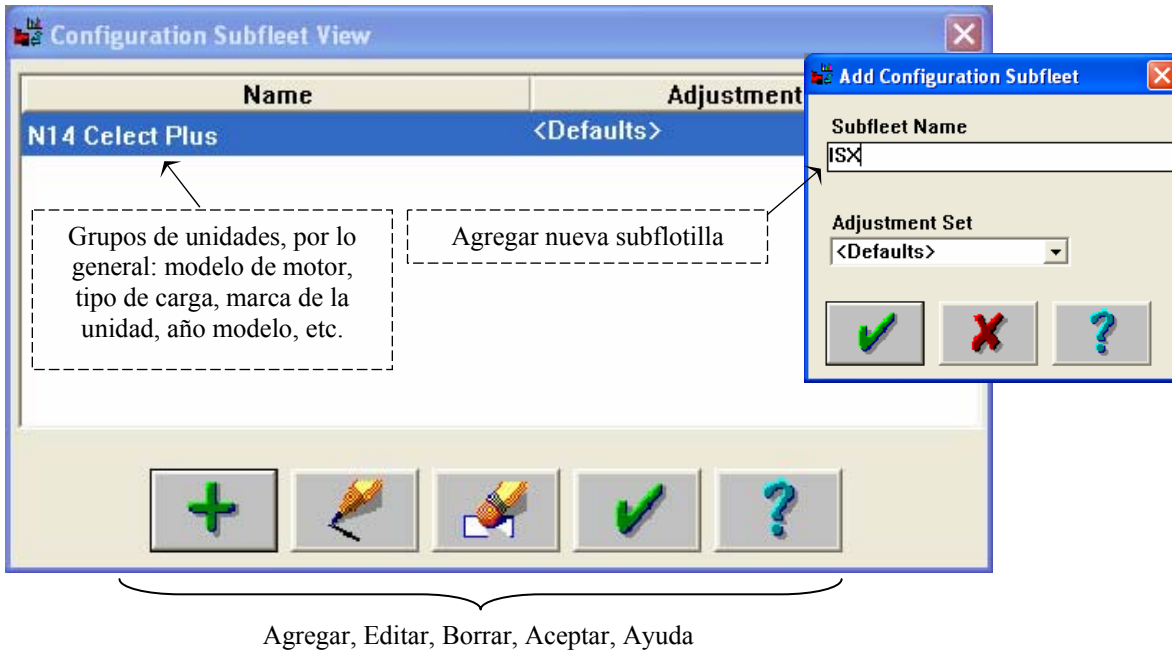 Configuration Subfleet View
Name
Adjustment
N14 Celect Plus
<Defaults>
Add Configuration Subfleet
Subfleet Name
ISX
Adjustment Set
<Defaults>
Grupos de unidades, por lo
general: modelo de motor,
tipo de carga, marca de la
unidad, año modelo, etc.
Agregar nueva subflotilla
Agregar, Editar, Borrar, Aceptar, Ayuda